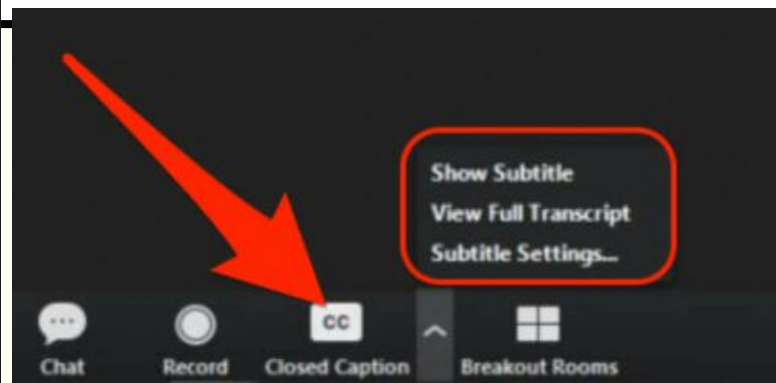 Show Subtitle
View Full Transcript
Subtitle Settings...
CC
Chat Record Closed Caption Breakout Rooms